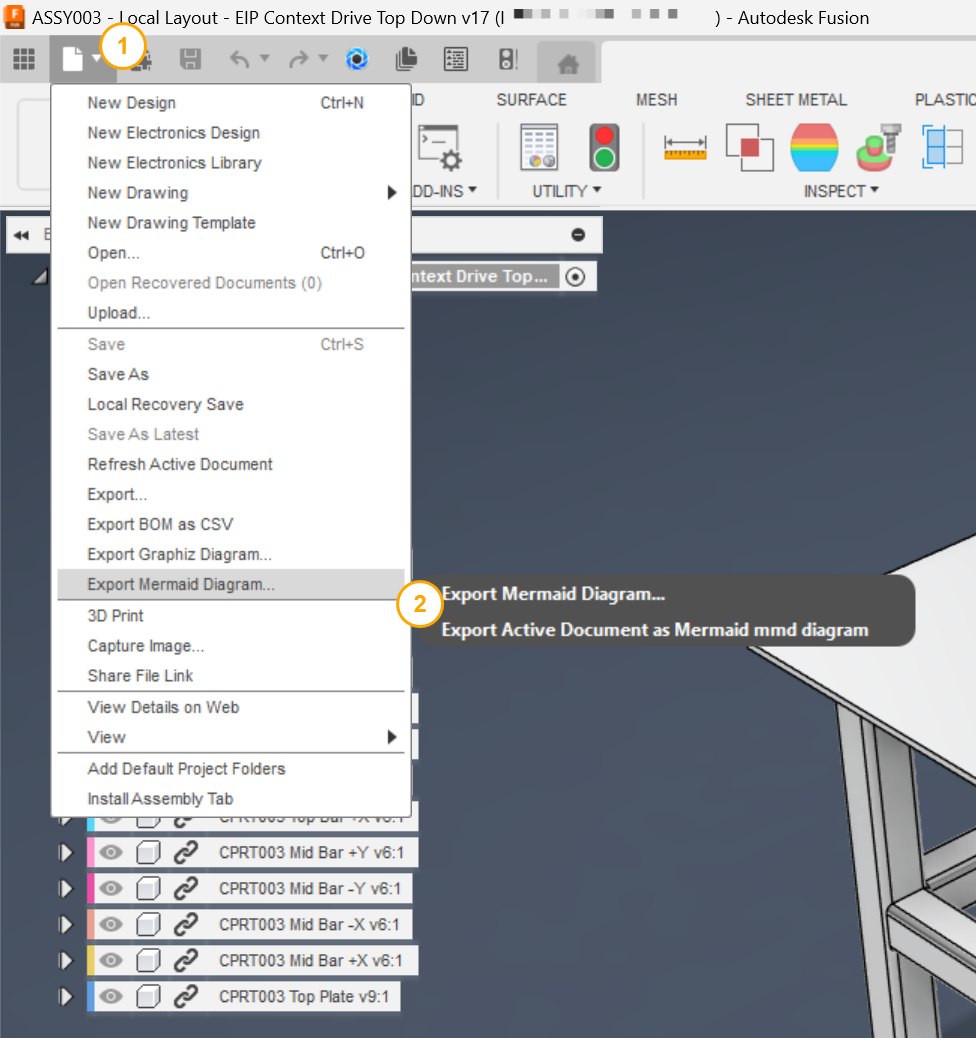 ASSY003 - Local Layout - EIP Context Drive Top Down v17 (I ) - Autodesk Fusion
1
SURFACE MESH SHEET METAL PLASTIC
DD-INS UTILITY INSPECT
New Design Ctrl+N
New Electronics Design
New Electronics Library
New Drawing
New Drawing Template
Open... Ctrl+O
Open Recovered Documents (0)
Upload...
ntext Drive Top...
Save Ctrl+S
Save As
Local Recovery Save
Save As Latest
Refresh Active Document
Export...
Export BOM as CSV
Export Graphiz Diagram...
Export Mermaid Diagram...
2
Export Mermaid Diagram...
Export Active Document as Mermaid mmd diagram
3D Print
Capture Image...
Share File Link
View Details on Web
View
Add Default Project Folders
Install Assembly Tab
CPRT003 Top Bar +X v6:1
CPRT003 Mid Bar +Y v6:1
CPRT003 Mid Bar -Y v6:1
CPRT003 Mid Bar -X v6:1
CPRT003 Mid Bar +X v6:1
CPRT003 Top Plate v9:1